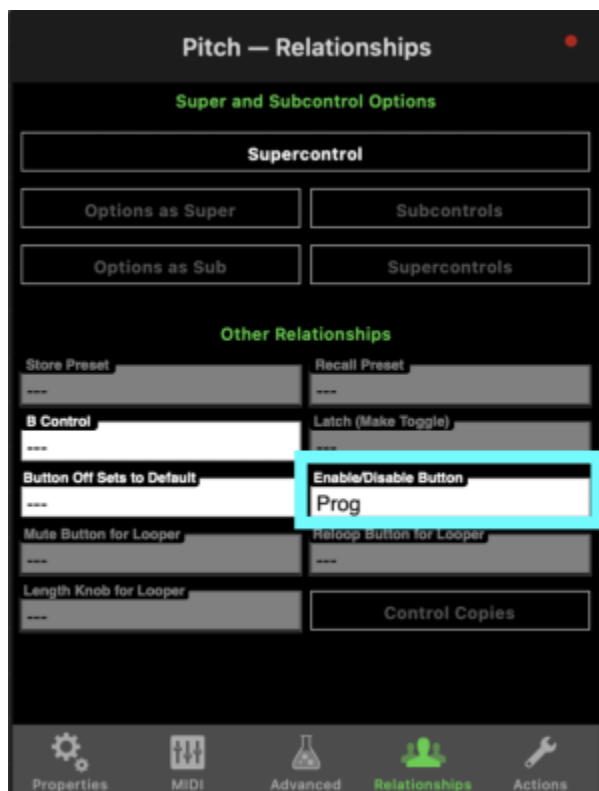 Pitch — Relationships
Super and Subcontrol Options
Supercontrol
Options as Super
Subcontrols
Options as Sub
Supercontrols
Other Relationships
Store Preset
Recall Preset
---
---
B Control
Latch (Make Toggle)
---
---
Button Off Sets to Default
Enable/Disable Button
---
Prog
Mute Button for Looper
Reloop Button for Looper
---
---
Length Knob for Looper
---
Control Copies
Properties
MIDI
Advanced
Relationships
Actions